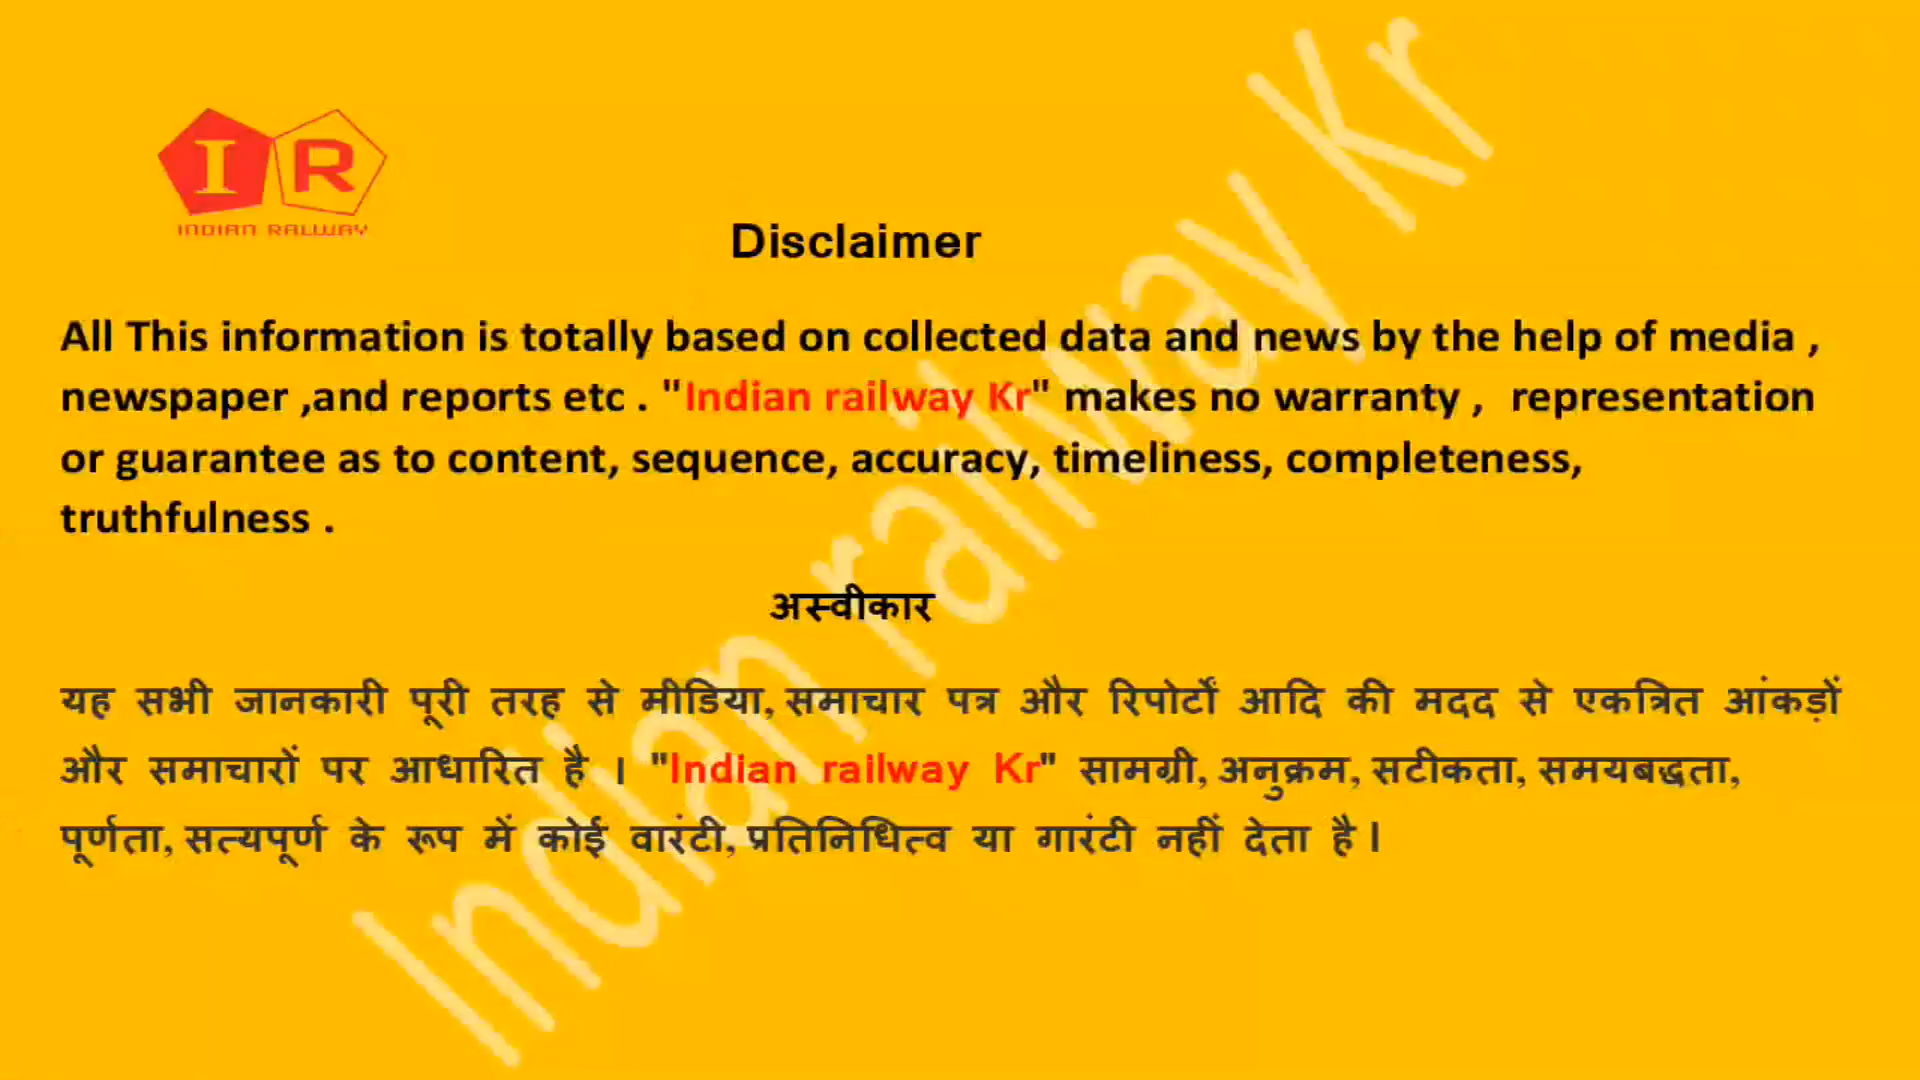 I R
INDIAN RALWAY
Disclaimer
All This information is totally based on collected data and news by the help of media ,
newspaper ,and reports etc . "Indian railway Kr" makes no warranty , representation
or guarantee as to content, sequence, accuracy, timeliness, completeness,
truthfulness .
अस्वीकार
यह सभी जानकारी पूरी तरह से मीडिया, समाचार पत्र और रिपोर्टों आदि की मदद से एकत्रित आंकड़ों
और समाचारों पर आधारित है । "Indian railway Kr" सामग्री, अनुक्रम, सटीकता, समयबद्धता,
पूर्णता, सत्यपूर्ण के रूप में कोई वारंटी, प्रतिनिधित्व या गारंटी नहीं देता है।
Indian railway Kr